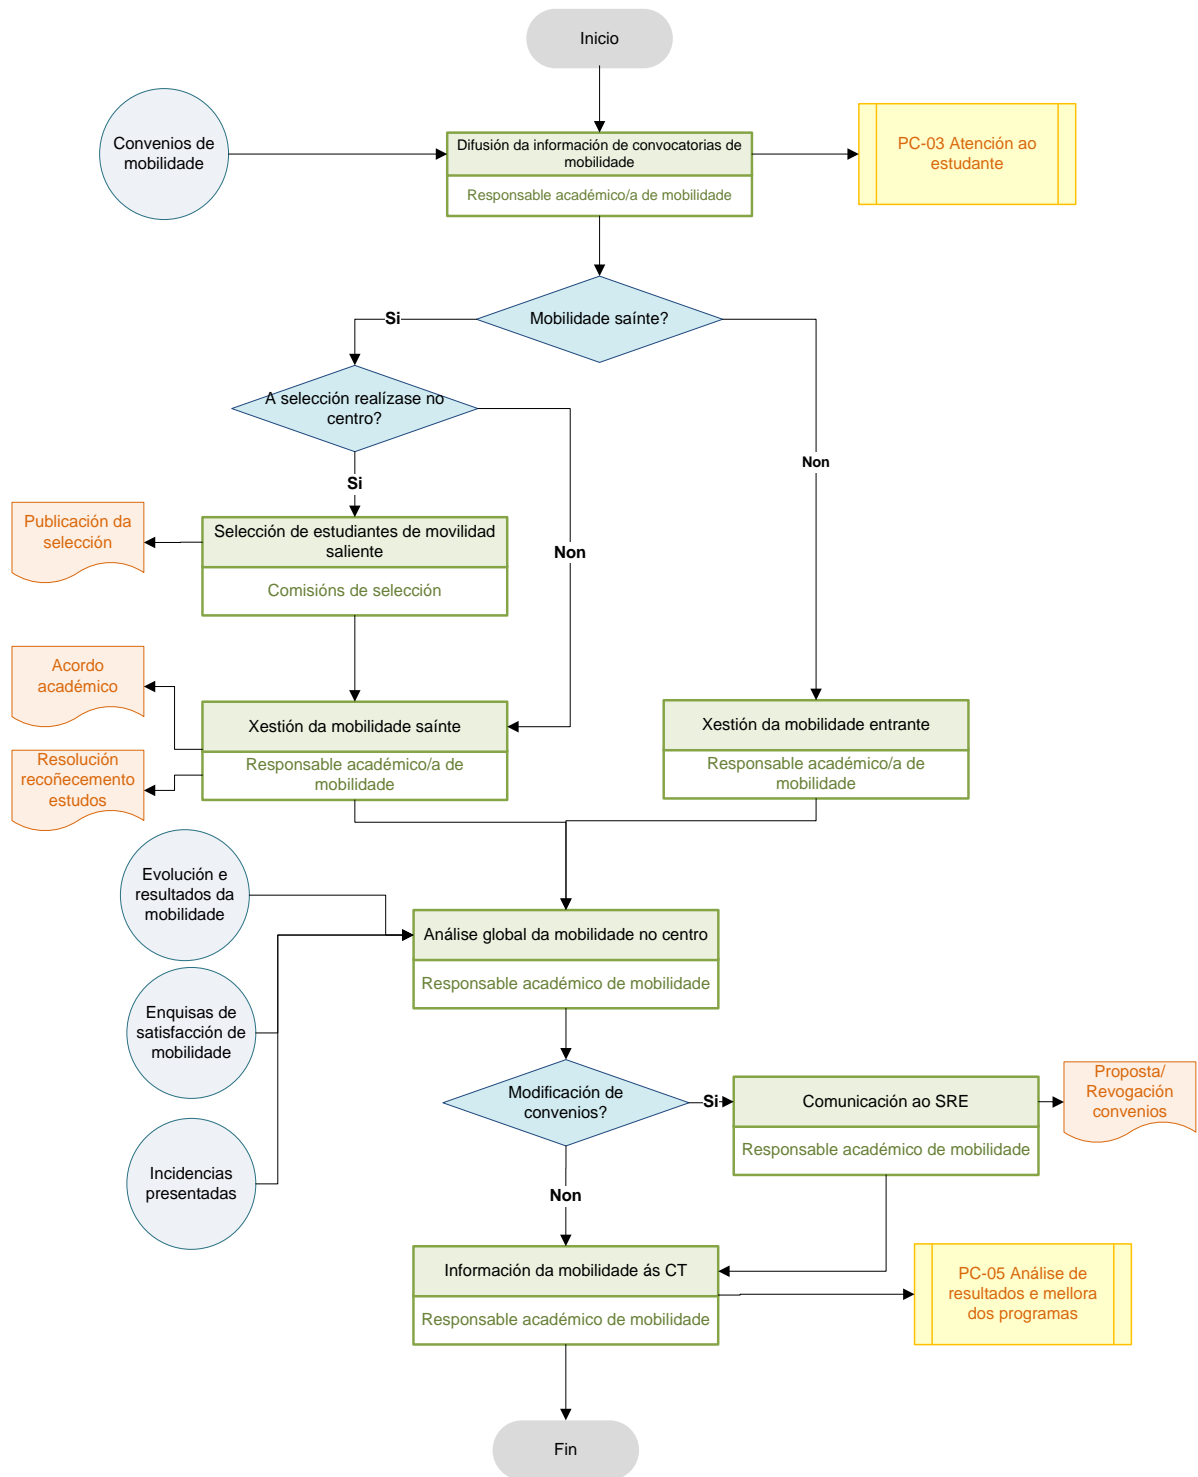 Inicio
Convenios de
mobilidade
Difusión da información de convocatorias de
mobilidade
Responsable académico/a de mobilidade
PC-03 Atención ao
estudante
Mobilidade saínte?
Si
Non
A selección realízase no
centro?
Si
Non
Publicación da
selección
Selección de estudiantes de movilidad
saliente
Comisións de selección
Acordo
académico
Xestión da mobilidade saínte
Responsable académico/a de
mobilidade
Resolución
recoñecemento
estudos
Xestión da mobilidade entrante
Responsable académico/a de
mobilidade
Evolución e
resultados da
mobilidade
Análise global da mobilidade no centro
Responsable académico de mobilidade
Enquisas de
satisfacción de
mobilidade
Incidencias
presentadas
Modificación de
convenios?
Si
Non
Comunicación ao SRE
Responsable académico de mobilidade
Proposta/
Revogación
convenios
Información da mobilidade ás CT
Responsable académico de mobilidade
PC-05 Análise de
resultados e mellora
dos programas
Fin